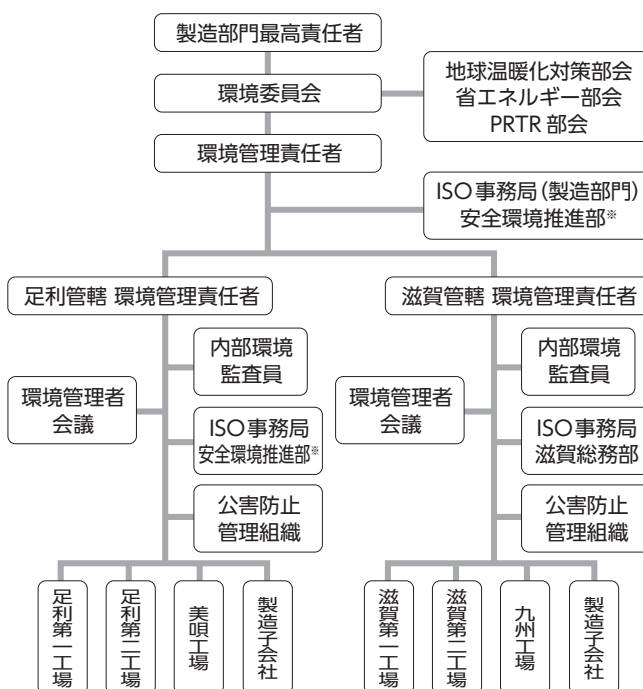 製造部門最高責任者
環境委員会
地球温暖化対策部会
省エネルギー部会
PRTR 部会
環境管理責任者
ISO事務局(製造部門)
安全環境推進部※
足利管轄 環境管理責任者
滋賀管轄 環境管理責任者
内部環境
監査員
環境管理者
会議
ISO事務局
安全環境推進部※
公害防止
管理組織
内部環境
監査員
環境管理者
会議
ISO事務局
滋賀総務部
公害防止
管理組織
足利第一工場
足利第二工場
美唄工場
製造子会社
滋賀第一工場
滋賀第二工場
九州工場
製造子会社